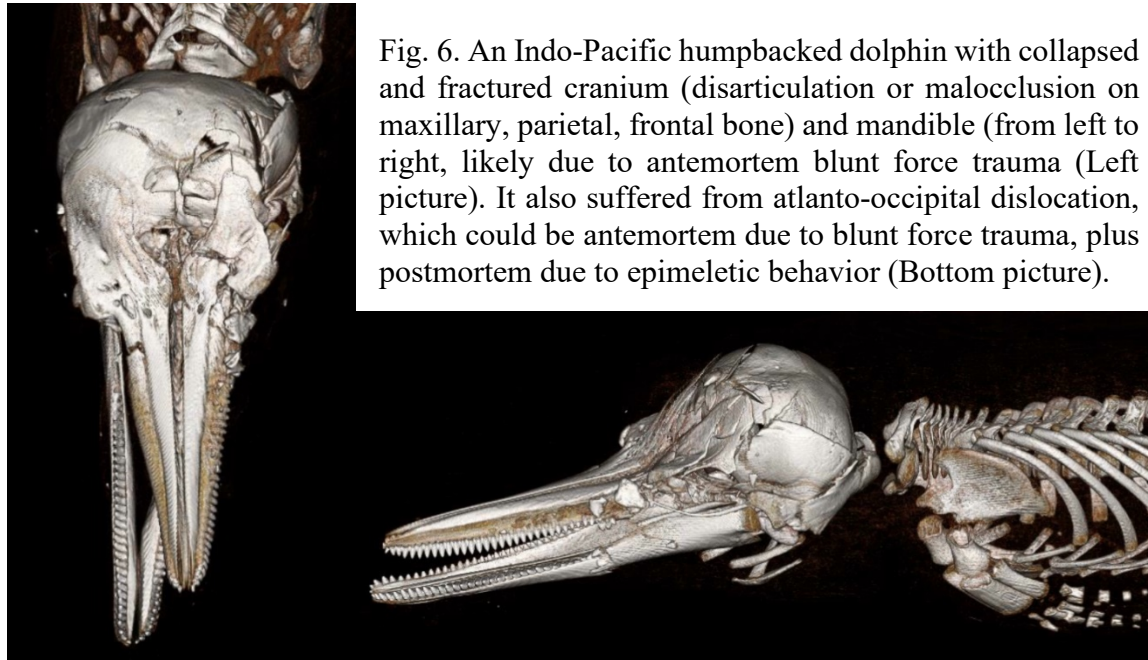 Fig. 6. An Indo-Pacific humpbacked dolphin with collapsed
and fractured cranium (disarticulation or malocclusion on
maxillary, parietal, frontal bone) and mandible (from left to
right, likely due to antemortem blunt force trauma (Left
picture). It also suffered from atlanto-occipital dislocation,
which could be antemortem due to blunt force trauma, plus
postmortem due to epimeletic behavior (Bottom picture).